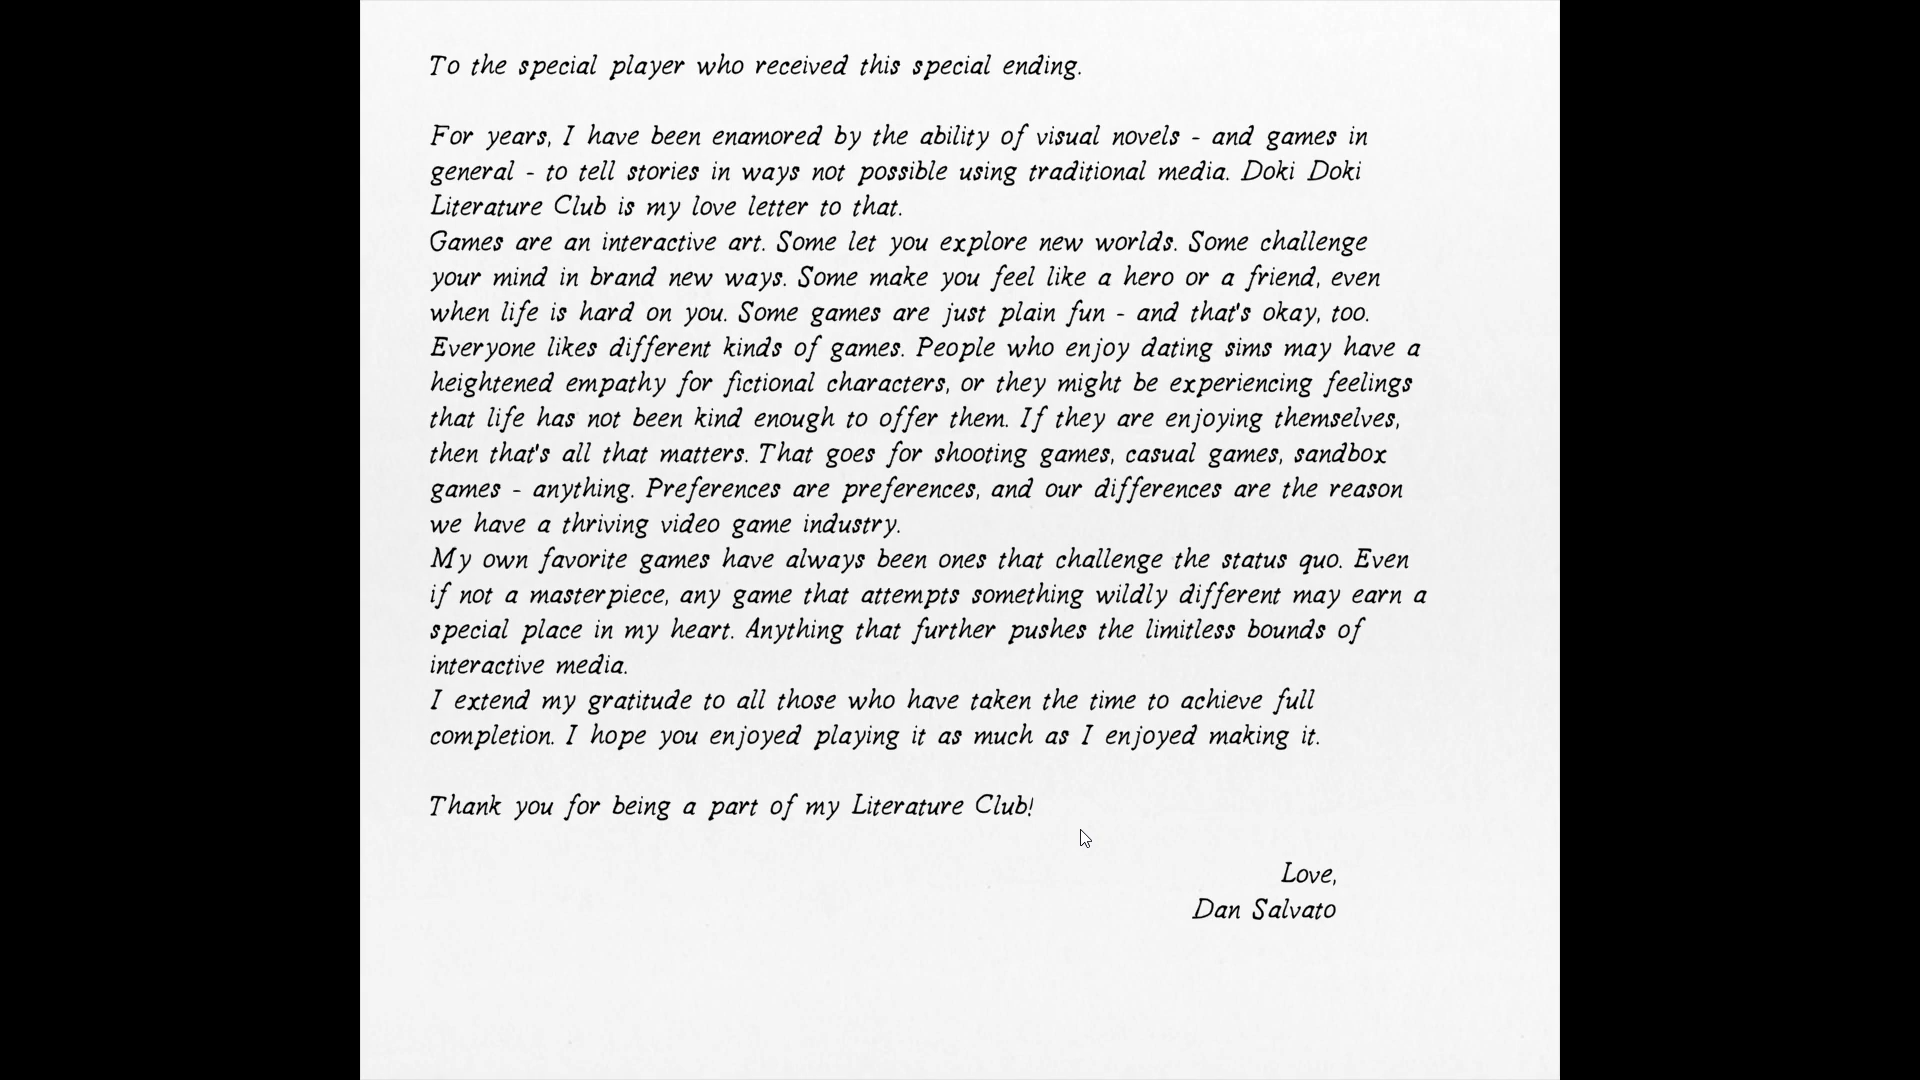 To the special player who received this special ending.
For years, I have been enamored by the ability of visual novels - and games in
general - to tell stories in ways not possible using traditional media. Doki Doki
Literature Club is my love letter to that.
Games are an interactive art. Some let you explore new worlds. Some challenge
your mind in brand new ways. Some make you feel like a hero or a friend, even
when life is hard on you. Some games are just plain fun - and that's okay, too.
Everyone likes different kinds of games. People who enjoy dating sims may have a
heightened empathy for fictional characters, or they might be experiencing feelings
that life has not been kind enough to offer them. If they are enjoying themselves,
then that's all that matters. That goes for shooting games, casual games, sandbox
games - anything. Preferences are preferences, and our differences are the reason
we have a thriving video game industry.
My own favorite games have always been ones that challenge the status quo. Even
if not a masterpiece, any game that attempts something wildly different may earn a
special place in my heart. Anything that further pushes the limitless bounds of
interactive media.
I extend my gratitude to all those who have taken the time to achieve full
completion. I hope you enjoyed playing it as much as I enjoyed making it.
Thank you for being a part of my Literature Club!
Love,
Dan Salvato